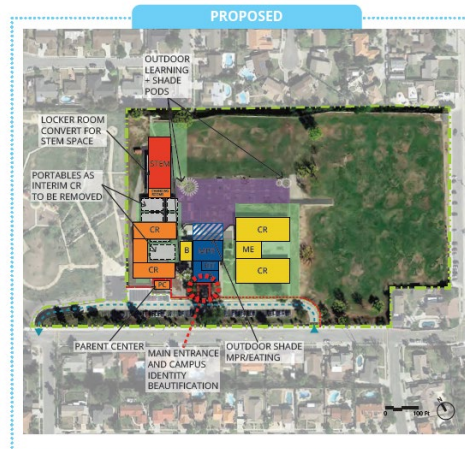 PROPOSED
OUTDOOR
LEARNING
+ SHADE
PODS
LOCKER ROOM
CONVERT FOR
STEM SPACE
PORTABLES AS
INTERIM CR
TO BE REMOVED
STEM
CR
CR
B
MPR
CR
ME
CR
PC
PARENT CENTER
MAIN ENTRANCE
AND CAMPUS
IDENTITY
BEAUTIFICATION
OUTDOOR SHADE
MPR/EATING
0
100 Ft
N